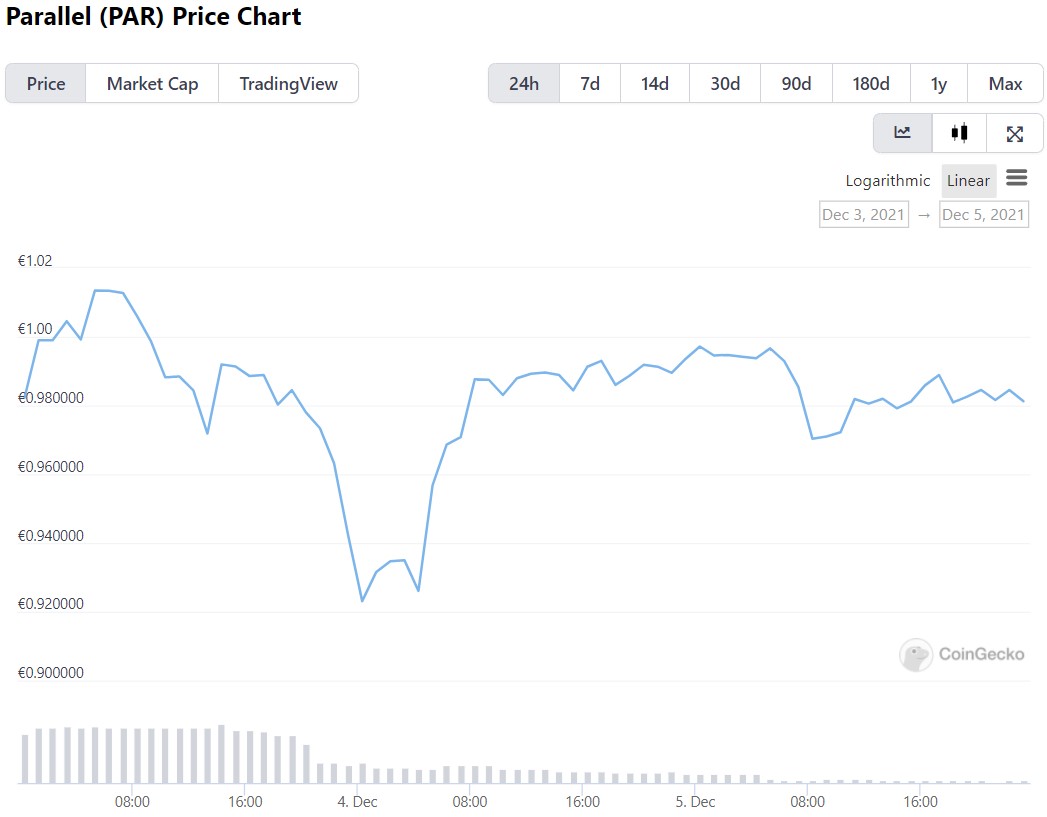 Parallel (PAR) Price Chart
Price Market Cap TradingView 24h 7d 14d 30d 90d 180d 1y Max
Logarithmic Linear
Dec 3, 2021 → Dec 5, 2021
€1.02
€1.00
€0.980000
€0.960000
€0.940000
€0.920000
CoinGecko
€0.900000
08:00 16:00 4. Dec 08:00 16:00 5. Dec 08:00 16:00